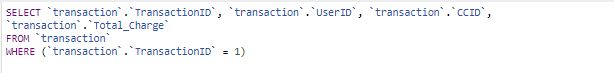 SELECT `transaction`.`TransactionID`, `transaction`.`UserID`, `transaction`.`CCID`,
`transaction`.`Total_Charge`
FROM `transaction`
WHERE (`transaction`.`TransactionID` = 1)